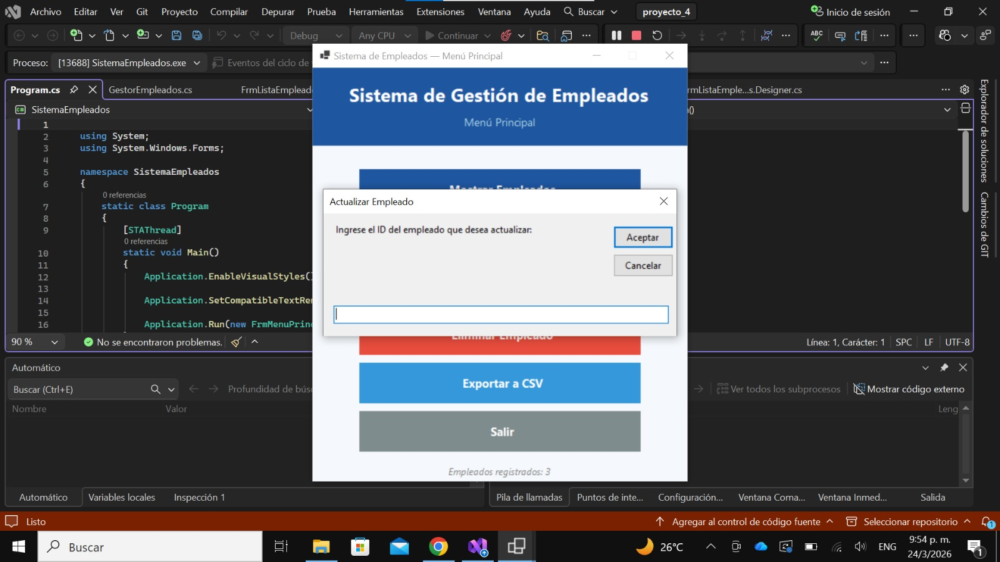 Archivo Editar Ver Git Proyecto Compilar Depurar Prueba Herramientas Extensiones Ventana Ayuda Buscar proyecto_4 Inicio de sesión
Debug Any CPU Continuar
Proceso: [13688] SistemaEmpleados.exe Eventos del ciclo de
Sistema de Empleados — Menú Principal
Program.cs GestorEmpleados.cs FrmListaEmplead rmListaEmple...s.Designer.cs
SistemaEmpleados ()
Sistema de Gestión de Empleados
Menú Principal
1
2 using System;
3 using System.Windows.Forms;
4
5 namespace SistemaEmpleados
6 {
0 referencias
7 static class Program
8 {
9 [STAThread]
0 referencias
10 static void Main()
11 {
12 Application.EnableVisualStyles()
13
14 Application.SetCompatibleTextRen
15
16 Application.Run(new FrmMenuPrinc
Mostrar Empleados
Actualizar Empleado
Ingrese el ID del empleado que desea actualizar:
Aceptar
Cancelar
Eliminar Empleado
Exportar a CSV
Salir
Empleados registrados: 3
90 % No se encontraron problemas. Línea: 1, Carácter: 1 SPC LF UTF-8
Automático
Buscar (Ctrl+E) Profundidad de bús Ver todos los subprocesos Mostrar código externo
Nombre Valor Leng
Automático Variables locales Inspección 1 Pila de llamadas Puntos de inte... Configuración... Ventana Coma... Ventana Inmed... Salida
Explorador de soluciones
Cambios de GIT
Listo Agregar al control de código fuente Seleccionar repositorio 1
Buscar 26°C ENG 9:54 p. m.
24/3/2026 1
ABC